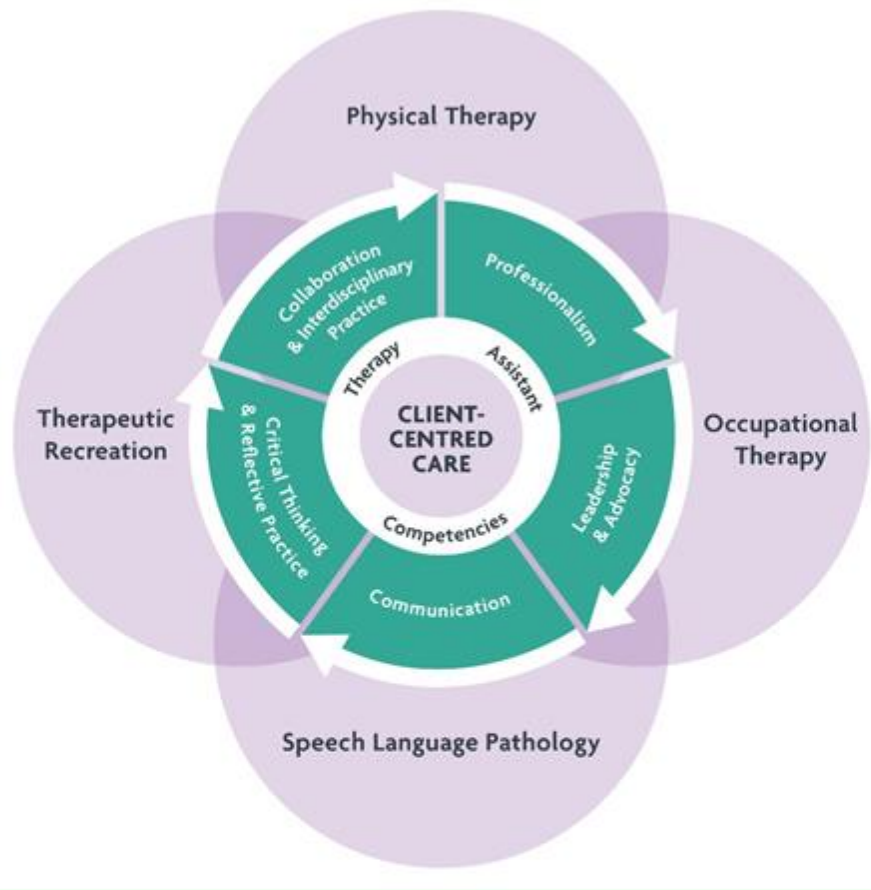 Physical Therapy
Collaboration
& Interdisciplinary
Practice
Professionalism
Therapy
Assistant
CLIENT-
CENTRED
CARE
Competencies
Therapeutic
Recreation
Occupational
Therapy
Critical Thinking
& Reflective Practice
Leadership
& Advocacy
Communication
Speech Language Pathology